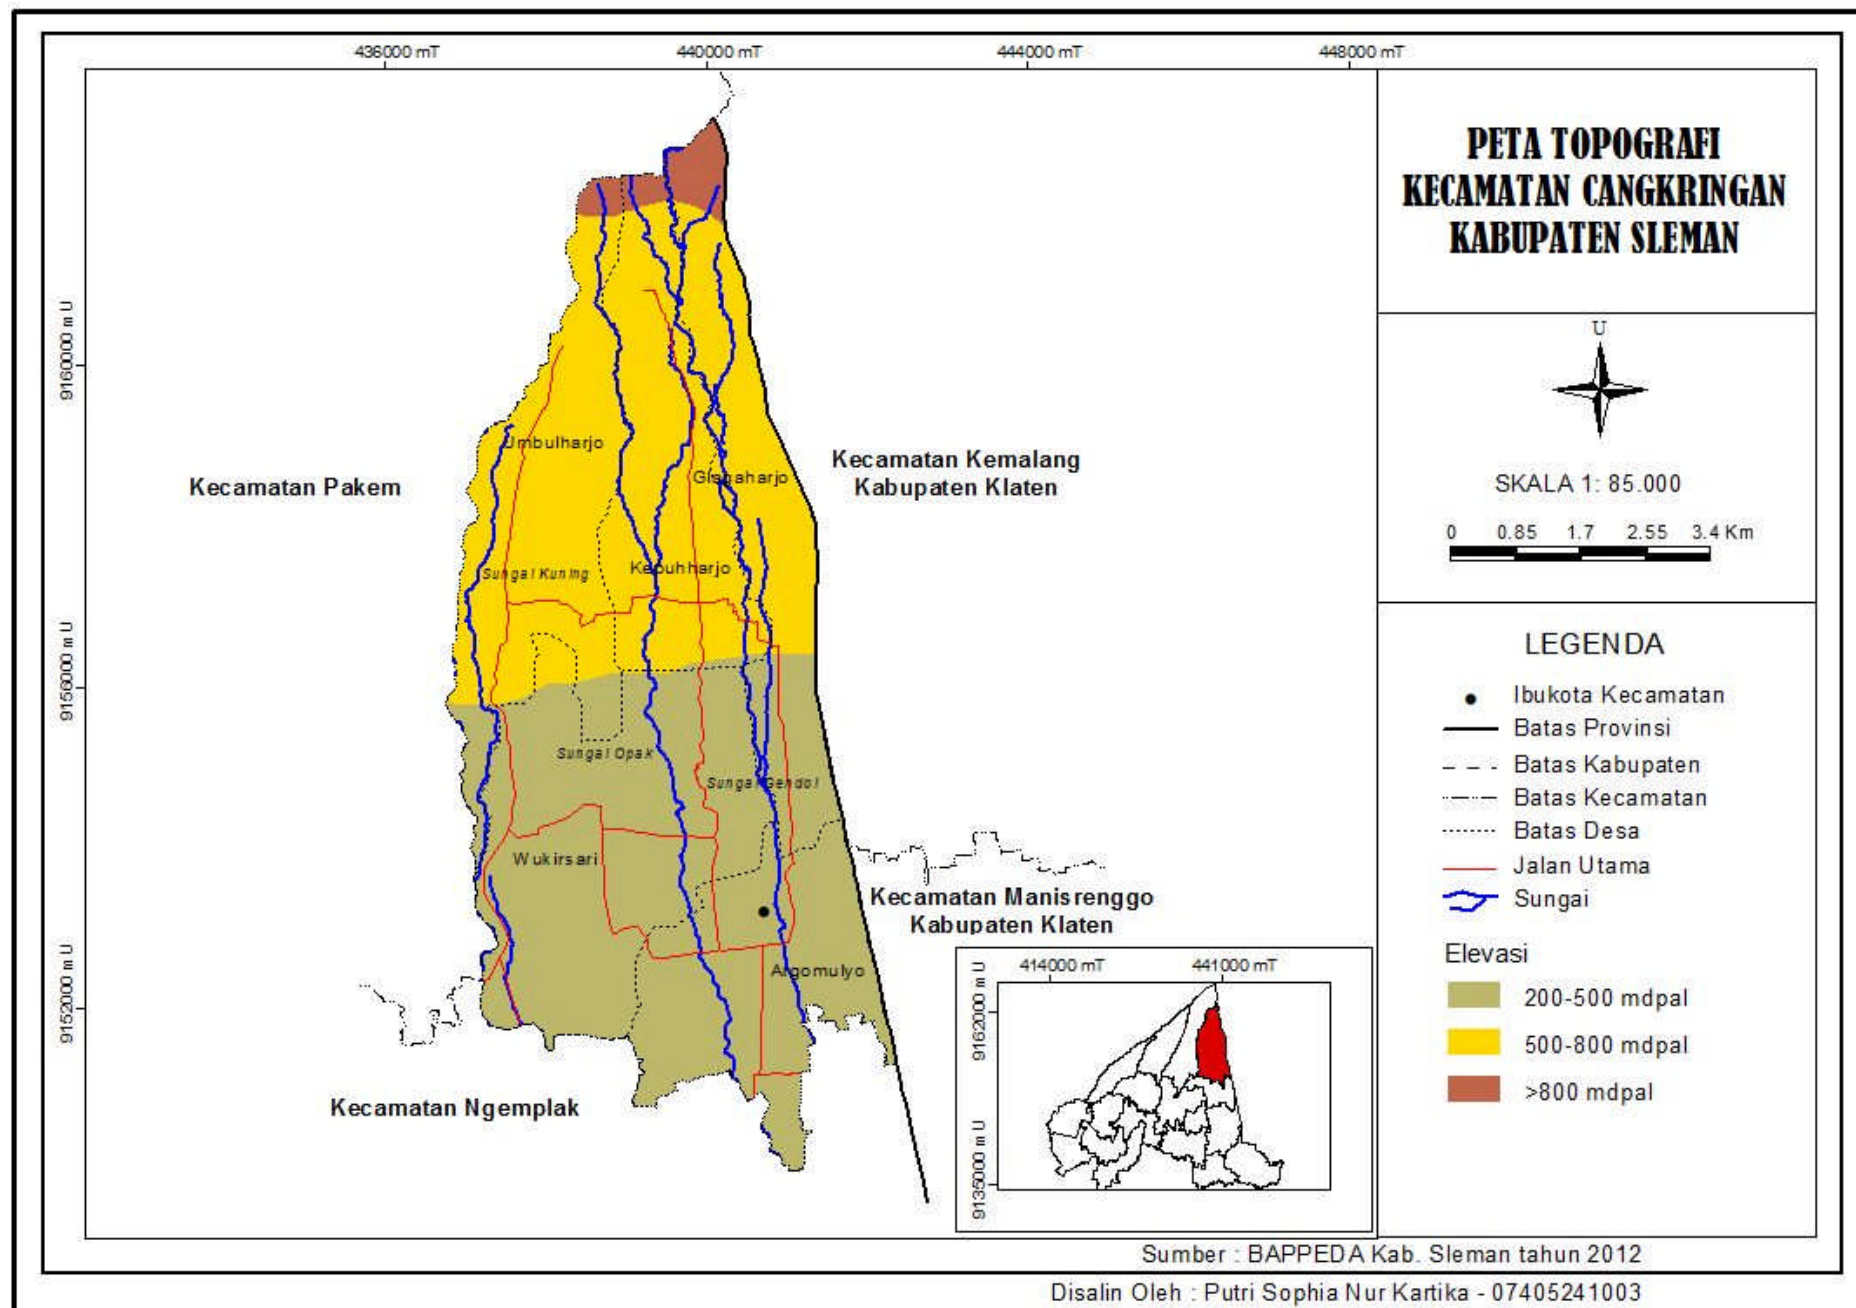 436000 mT
440000 mT
444000 mT
448000 mT
9160000 m U
9156000 m U
9152000 m U
Kecamatan Pakem
Kecamatan Kemalang
Kabupaten Klaten
Umbulharjo
Glagaharjo
Sungai Kuning
Kepuhharjo
Sungai Opak
Sungai Gendol
Wukirsari
Kecamatan Manisrenggo
Kabupaten Klaten
Argomulyo
Kecamatan Ngemplak
414000 mT
441000 mT
9162000 m U
9135000 m U
PETA TOPOGRAFI
KECAMATAN CANGKRINGAN
KABUPATEN SLEMAN
U
SKALA 1: 85.000
0 0.85 1.7 2.55 3.4 Km
LEGENDA
Ibukota Kecamatan
Batas Provinsi
Batas Kabupaten
Batas Kecamatan
Batas Desa
Jalan Utama
Sungai
Elevasi
200-500 mdpal
500-800 mdpal
>800 mdpal
Sumber : BAPPEDA Kab. Sleman tahun 2012
Disalin Oleh : Putri Sophia Nur Kartika - 07405241003